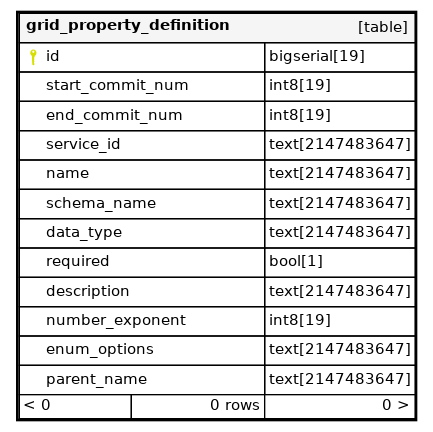 grid_property_definition [table]
id bigserial[19]
start_commit_num int8[19]
end_commit_num int8[19]
service_id text[2147483647]
name text[2147483647]
schema_name text[2147483647]
data_type text[2147483647]
required bool[1]
description text[2147483647]
number_exponent int8[19]
enum_options text[2147483647]
parent_name text[2147483647]
< 0 0 rows 0 >